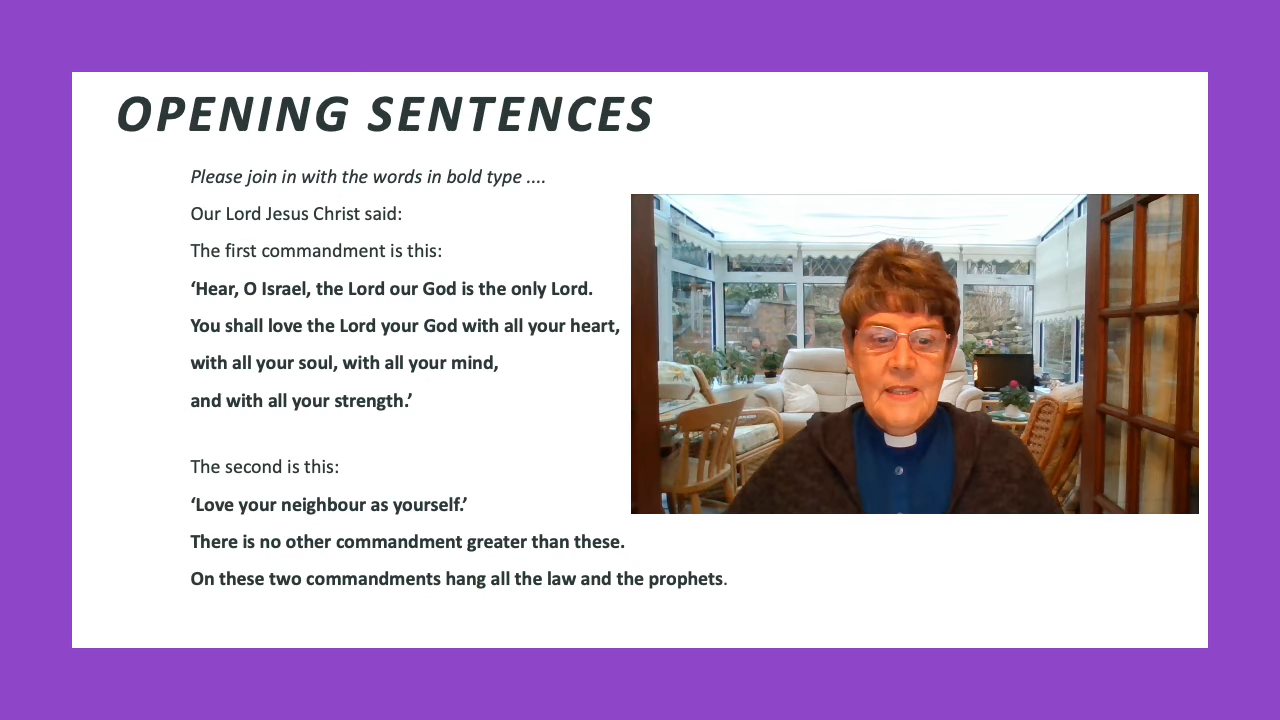 OPENING SENTENCES
Please join in with the words in bold type ....
Our Lord Jesus Christ said:
The first commandment is this:
‘Hear, O Israel, the Lord our God is the only Lord.
You shall love the Lord your God with all your heart,
with all your soul, with all your mind,
and with all your strength.’
The second is this:
‘Love your neighbour as yourself.’
There is no other commandment greater than these.
On these two commandments hang all the law and the prophets.